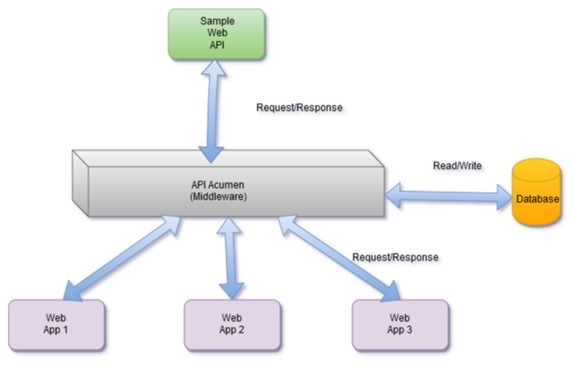 Sample
Web
API
Request/Response
API Acumen
(Middleware)
Read/Write
Database
Request/Response
Web
App 1
Web
App 2
Web
App 3